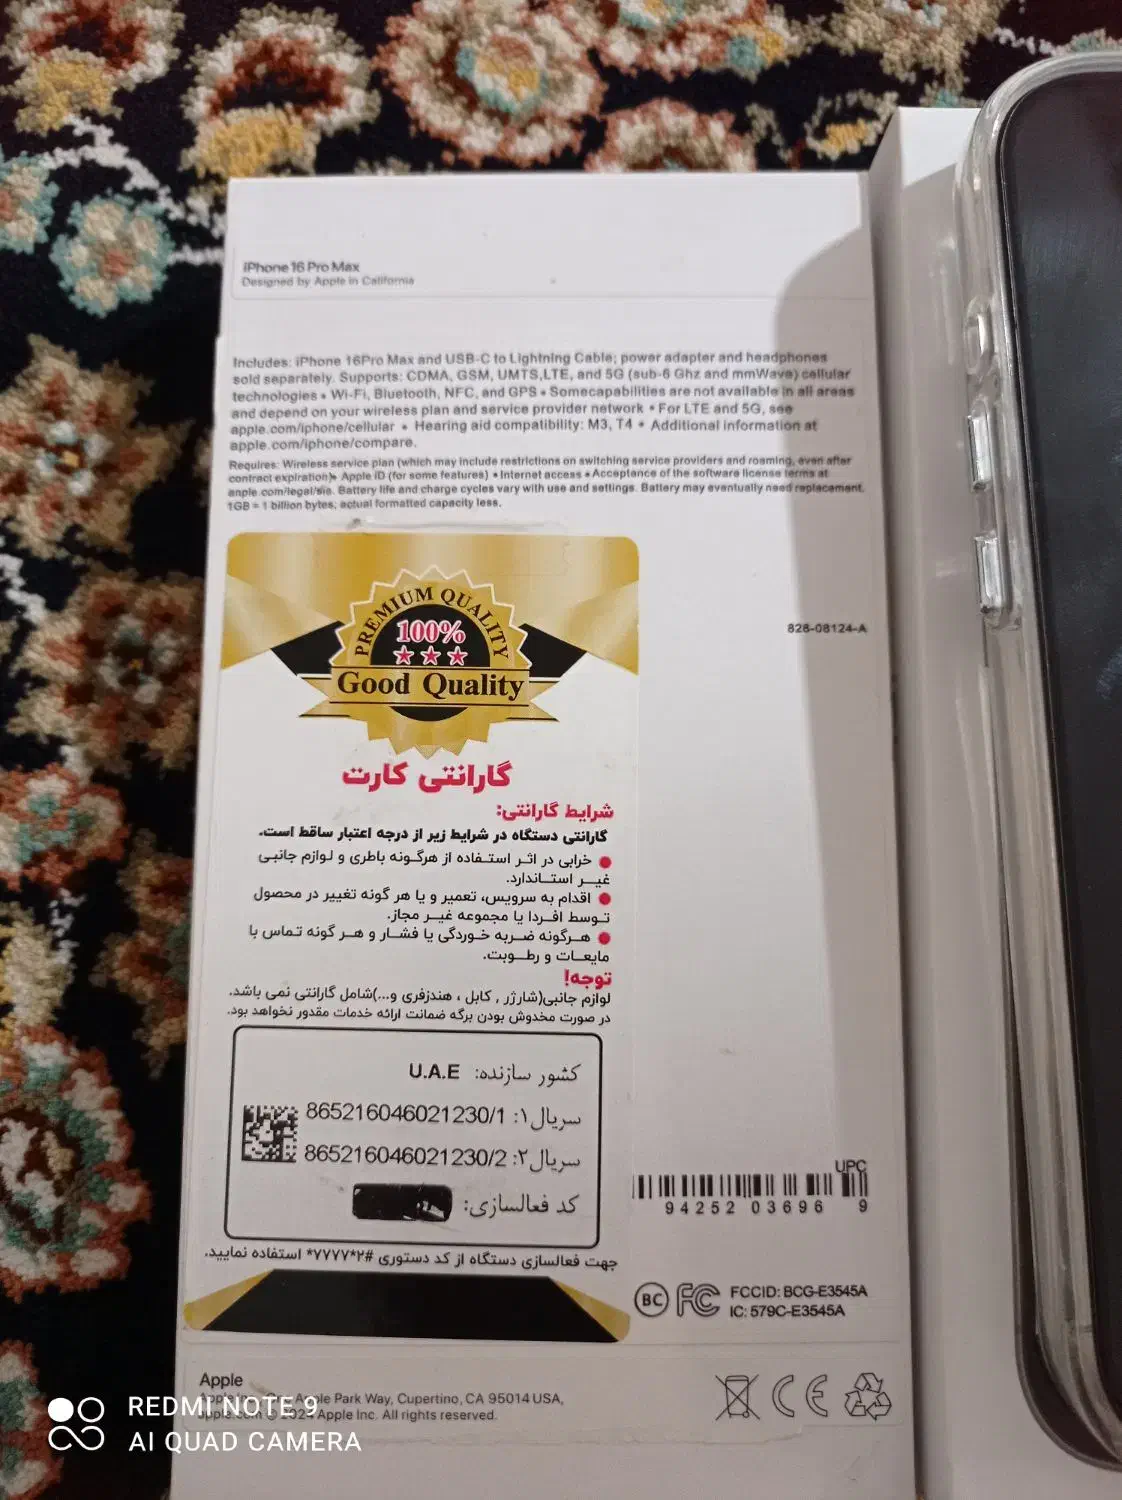 iPhone 16 Pro Max
Designed by Apple in California
Includes: iPhone 16Pro Max and USB-C to Lightning Cable; power adapter and headphones
sold separately. Supports: CDMA, GSM, UMTS,LTE, and 5G (sub-6 Ghz and mmWave) cellular
technologies • Wi-Fi, Bluetooth, NFC, and GPS • Somecapabilities are not available in all areas
and depend on your wireless plan and service provider network • For LTE and 5G, see
apple.com/iphone/cellular • Hearing aid compatibility: M3, T4 • Additional information at
apple.com/iphone/compare.
Requires: Wireless service plan (which may include restrictions on switching service providers and roaming, even after
contract expiration)• Apple ID (for some features) • Internet access • Acceptance of the software license terms at
apple.com/legal/sla. Battery life and charge cycles vary with use and settings. Battery may eventually need replacement.
1GB = 1 billion bytes; actual formatted capacity less.
PREMIUM QUALITY
100%
Good Quality
828-08124-A
گارانتی کارت
شرایط گارانتی:
گارانتی دستگاه در شرایط زیر از درجه اعتبار ساقط است.
خرابی در اثر استفاده از هرگونه باطری و لوازم جانبی
غیر استاندارد.
اقدام به سرویس، تعمیر و یا هر گونه تغییر در محصول
توسط افردا یا مجموعه غیر مجاز.
هرگونه ضربه خوردگی یا فشار و هر گونه تماس با
مایعات و رطوبت.
توجه!
لوازم جانبی(شارژر , کابل ، هندزفری و...)شامل گارانتی نمی باشد.
در صورت مخدوش بودن برگه ضمانت ارائه خدمات مقدور نخواهد بود.
کشور سازنده: U.A.E
سریال۱: 865216046021230/1
سریال۲: 865216046021230/2
کد فعالسازی:
جهت فعالسازی دستگاه از کد دستوری #۲*۷۷۷۷* استفاده نمایید.
UPC
94252 03696 9
BC FC FCCID: BCG-E3545A
IC: 579C-E3545A
Apple
Apple Inc., One Apple Park Way, Cupertino, CA 95014 USA,
apple.com © 2024 Apple Inc. All rights reserved.
CE
REDMI NOTE 9
AI QUAD CAMERA